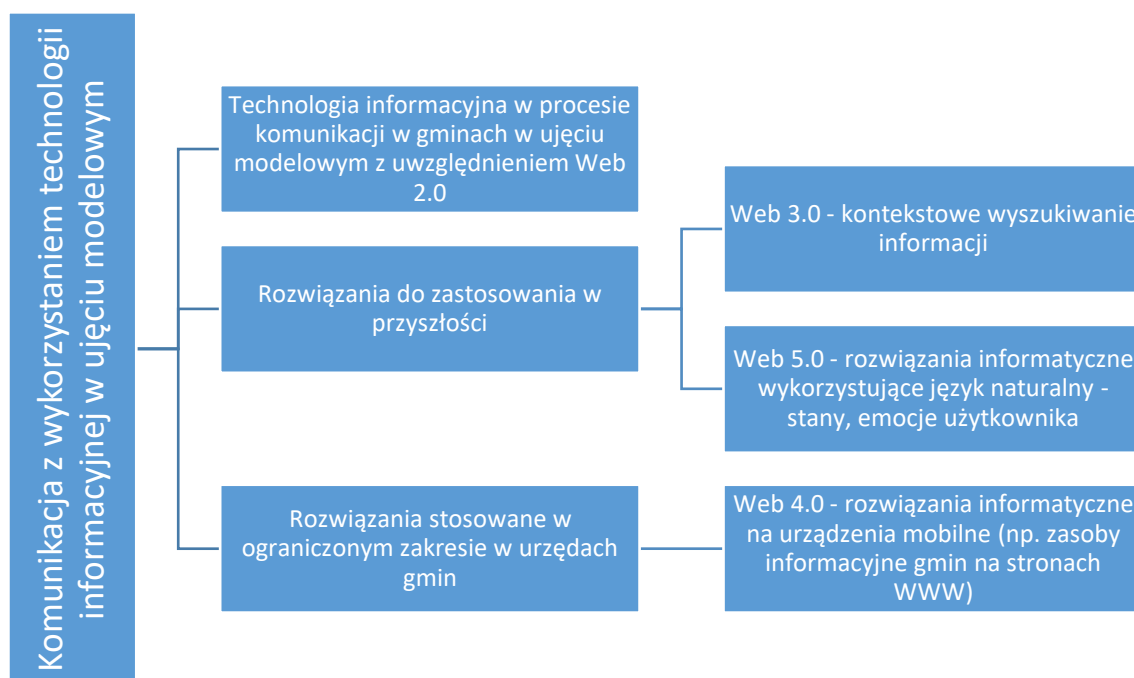 Komunikacja z wykorzystaniem technologii
informacyjnej w ujęciu modelowym
Technologia informacyjna w procesie
komunikacji w gminach w ujęciu
modelowym z uwzględnieniem Web
2.0
Rozwiązania do zastosowania w
przyszłości
Web 3.0 - kontekstowe wyszukiwanie
informacji
Web 5.0 - rozwiązania informatyczne
wykorzystujące język naturalny -
stany, emocje użytkownika
Rozwiązania stosowane w
ograniczonym zakresie w urzędach
gmin
Web 4.0 - rozwiązania informatyczne
na urządzenia mobilne (np. zasoby
informacyjne gmin na stronach
WWW)